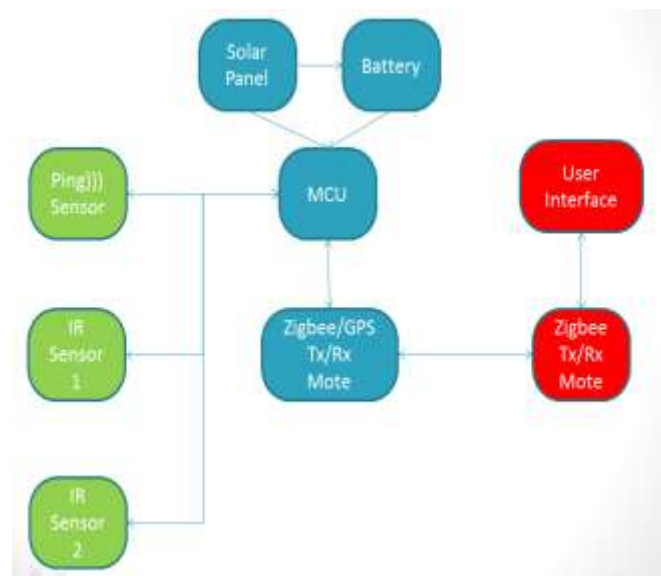 Solar
Panel
Battery
Ping)))
Sensor
MCU
User
Interface
IR
Sensor
1
Zigbee/GPS
Tx/Rx
Mote
Zigbee
Tx/Rx
Mote
IR
Sensor
2